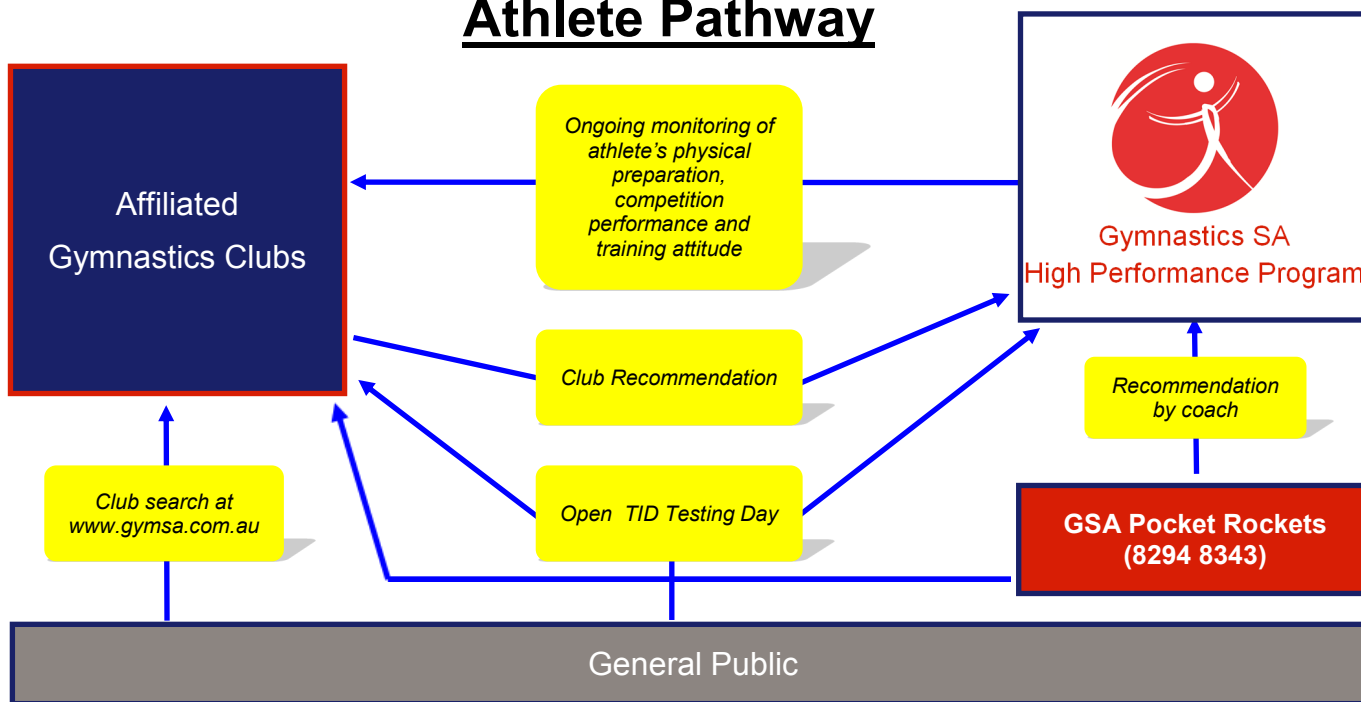 Athlete Pathway
Affiliated
Gymnastics Clubs
Ongoing monitoring of
athlete's physical
preparation,
competition
performance and
training attitude
Gymnastics SA
High Performance Program
Club Recommendation
Recommendation
by coach
Club search at
www.gymsa.com.au
Open TID Testing Day
GSA Pocket Rockets
(8294 8343)
General Public